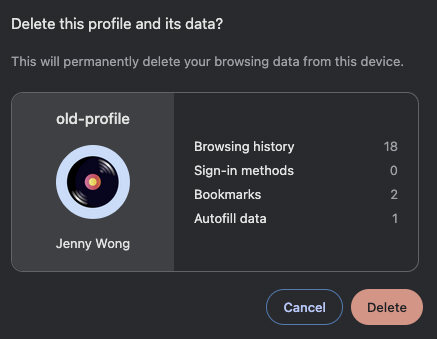 Delete this profile and its data?
This will permanently delete your browsing data from this device.
old-profile
Jenny Wong
Browsing history 18
Sign-in methods 0
Bookmarks 2
Autofill data 1
Cancel Delete